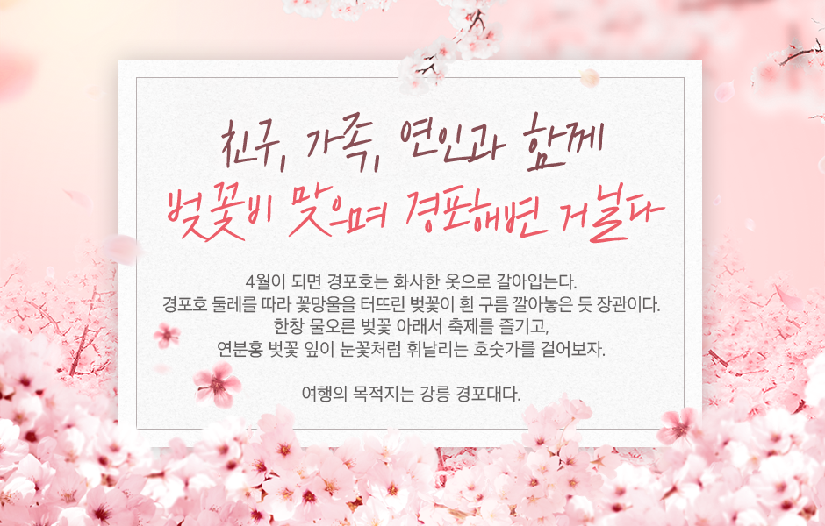 친구, 가족, 연인과 함께
벚꽃비 맞으며 경포해변 거닐다
4월이 되면 경포호는 화사한 옷으로 갈아입는다.
경포호 둘레를 따라 꽃망울을 터뜨린 벚꽃이 흰 구름 깔아놓은 듯 장관이다.
한창 물오른 벚꽃 아래서 축제를 즐기고,
연분홍 벗꽃 잎이 눈꽃처럼 휘날리는 호숫가를 걸어보자.
여행의 목적지는 강릉 경포대다.